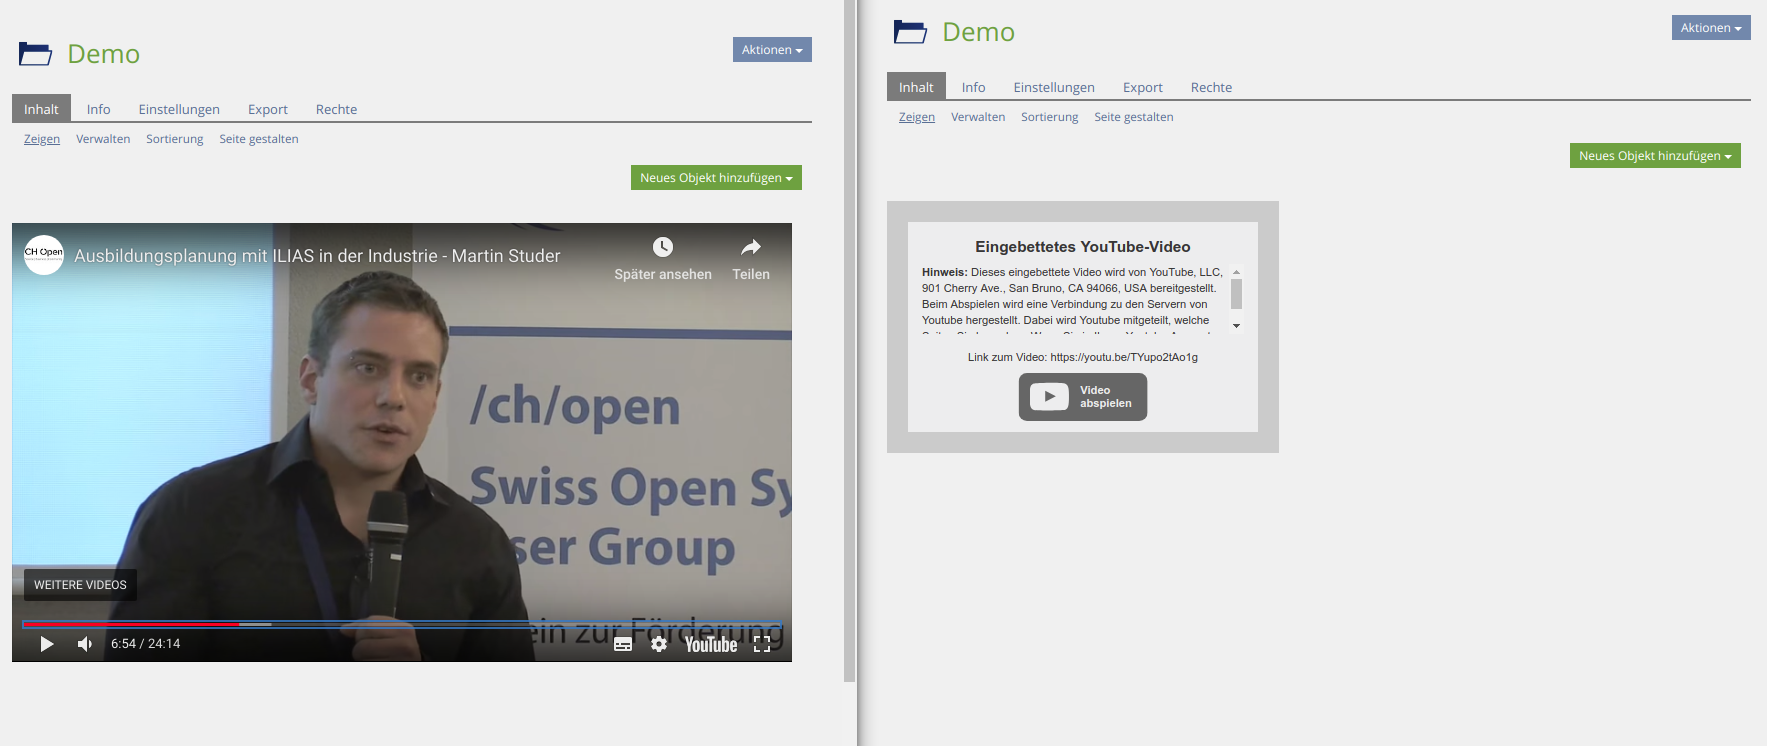 Demo
Aktionen
Inhalt Info Einstellungen Export Rechte
Zeigen Verwalten Sortierung Seite gestalten
Neues Objekt hinzufügen
CH Open
Ausbildungsplanung mit ILIAS in der Industrie - Martin Studer
Später ansehen Teilen
/ch/open
Swiss Open Sy
ser Group
ein zur Förderung
WEITERE VIDEOS
6:54 / 24:14
YouTube
Demo
Aktionen
Inhalt Info Einstellungen Export Rechte
Zeigen Verwalten Sortierung Seite gestalten
Neues Objekt hinzufügen
Eingebettetes YouTube-Video
Hinweis: Dieses eingebettete Video wird von YouTube, LLC,
901 Cherry Ave., San Bruno, CA 94066, USA bereitgestellt.
Beim Abspielen wird eine Verbindung zu den Servern von
Youtube hergestellt. Dabei wird Youtube mitgeteilt, welche
Link zum Video: https://youtu.be/TYupo2tAo1g
Video
abspielen